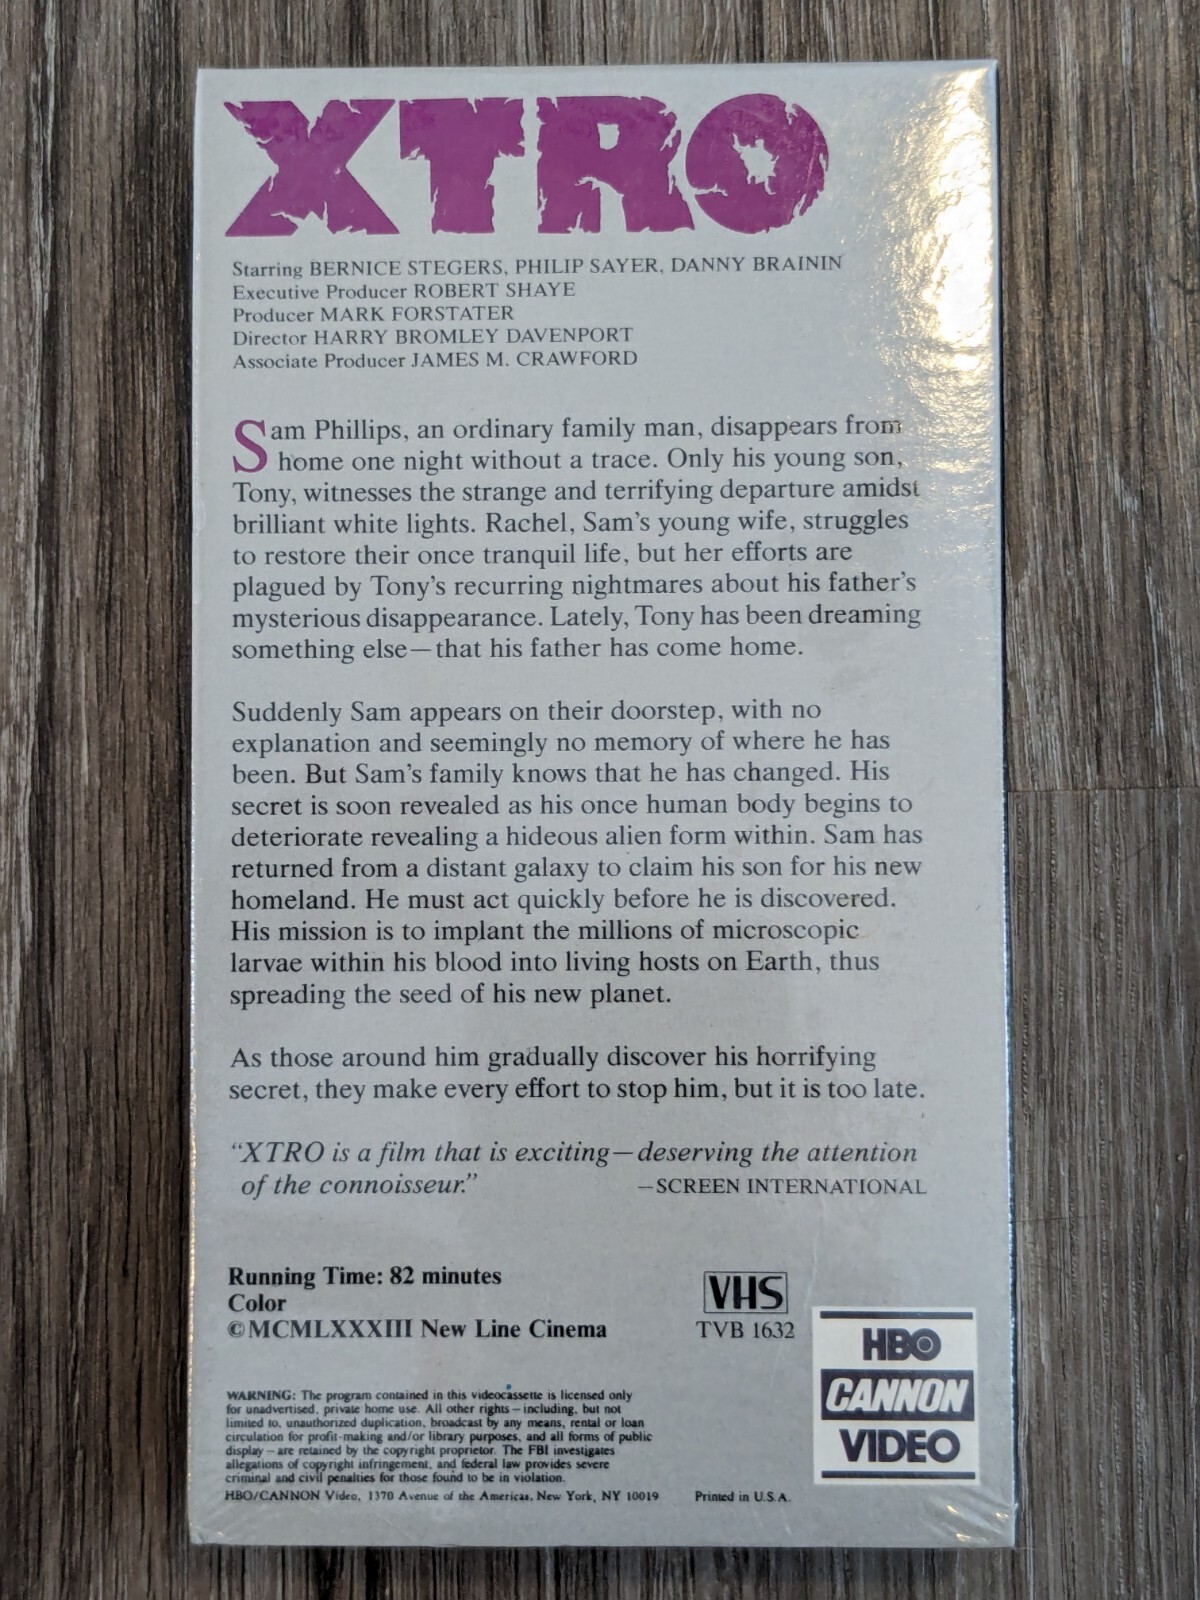 XTRO
Starring BERNICE STEGERS, PHILIP SAYER, DANNY BRAININ
Executive Producer ROBERT SHAYE
Producer MARK FORSTATER
Director HARRY BROMLEY DAVENPORT
Associate Producer JAMES M. CRAWFORD
Sam Phillips, an ordinary family man, disappears from
home one night without a trace. Only his young son,
Tony, witnesses the strange and terrifying departure amidst
brilliant white lights. Rachel, Sam's young wife, struggles
to restore their once tranquil life, but her efforts are
plagued by Tony's recurring nightmares about his father's
mysterious disappearance. Lately, Tony has been dreaming
something else—that his father has come home.
Suddenly Sam appears on their doorstep, with no
explanation and seemingly no memory of where he has
been. But Sam's family knows that he has changed. His
secret is soon revealed as his once human body begins to
deteriorate revealing a hideous alien form within. Sam has
returned from a distant galaxy to claim his son for his new
homeland. He must act quickly before he is discovered.
His mission is to implant the millions of microscopic
larvae within his blood into living hosts on Earth, thus
spreading the seed of his new planet.
As those around him gradually discover his horrifying
secret, they make every effort to stop him, but it is too late.
"XTRO is a film that is exciting—deserving the attention
of the connoisseur." —SCREEN INTERNATIONAL
Running Time: 82 minutes
Color
©MCMLXXXIII New Line Cinema
VHS
TVB 1632
HBO
CANNON
VIDEO
WARNING: The program contained in this videocassette is licensed only
for unadvertised, private home use. All other rights—including, but not
limited to, unauthorized duplication, broadcast by any means, rental or loan
circulation for profit-making and/or library purposes, and all forms of public
display—are retained by the copyright proprietor. The FBI investigates
allegations of copyright infringement, and federal law provides severe
criminal and civil penalties for those found to be in violation.
HBO/CANNON Video, 1370 Avenue of the Americas, New York, NY 10019 Printed in U.S.A.